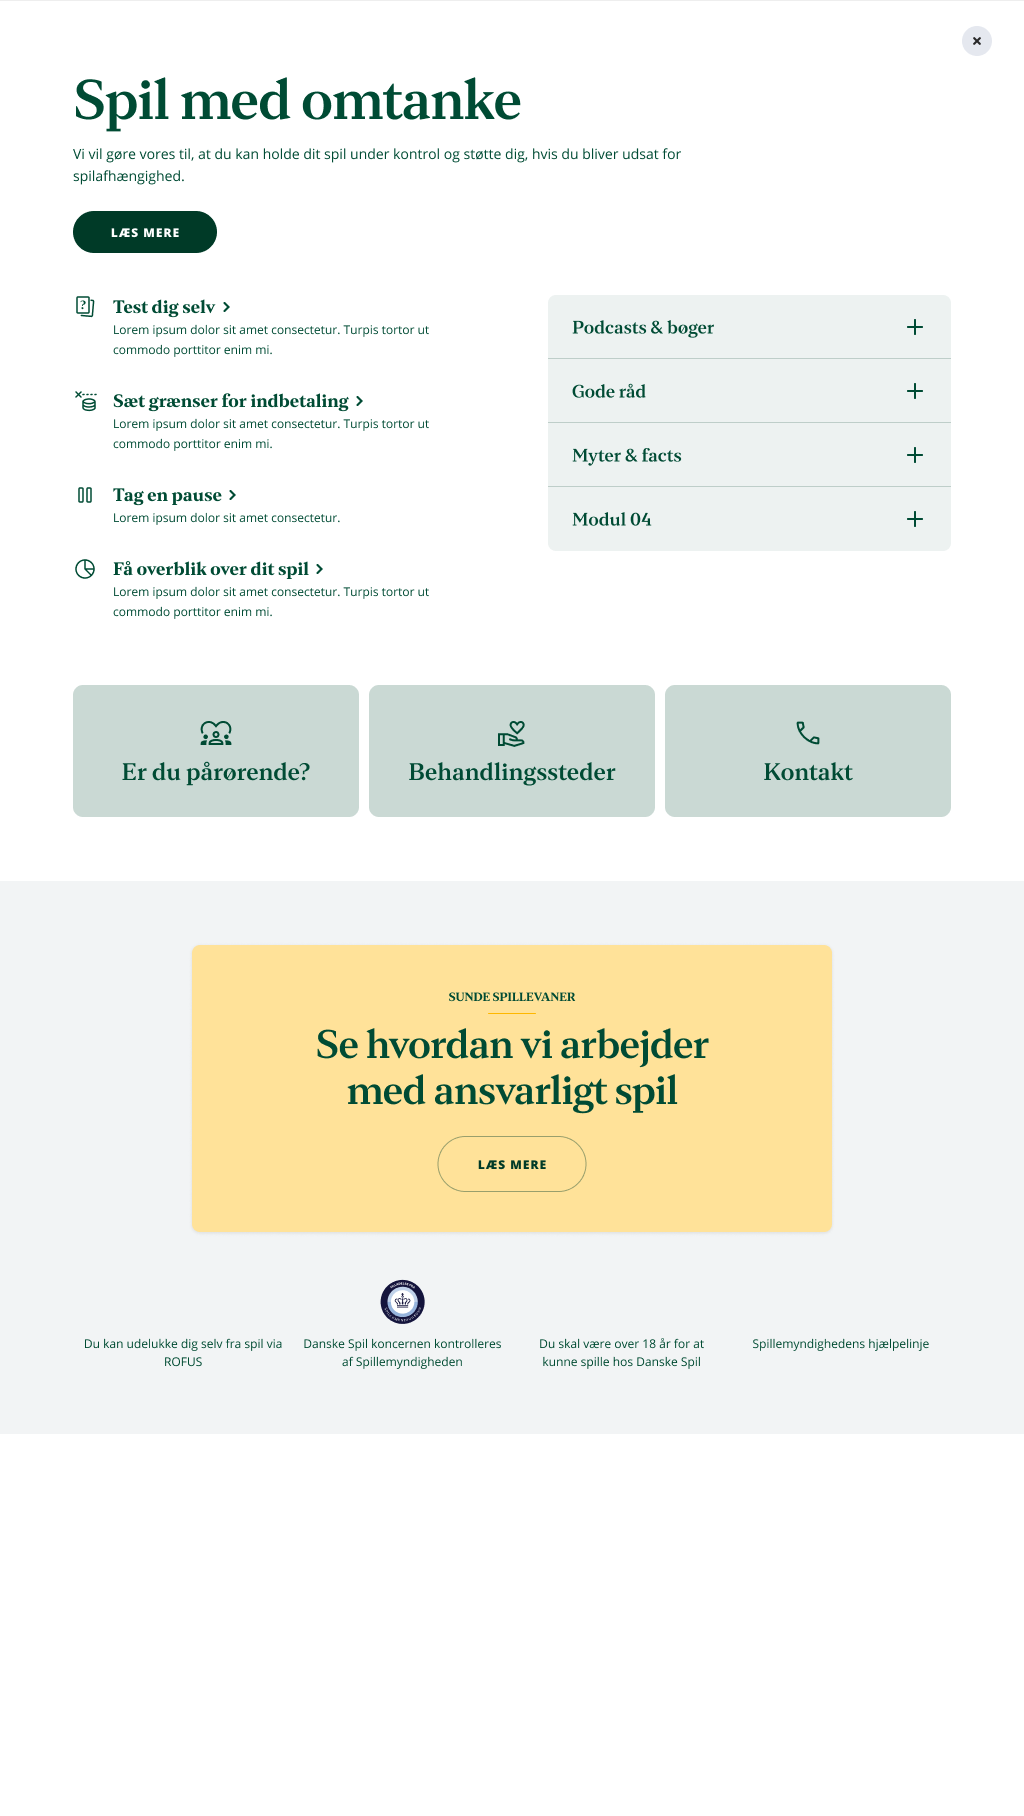 Spil med omtanke
Vi vil gøre vores til, at du kan holde dit spil under kontrol og støtte dig, hvis du bliver udsat for
spilafhængighed.
LÆS MERE
Test dig selv
Lorem ipsum dolor sit amet consectetur. Turpis tortor ut
commodo porttitor enim mi.
Sæt grænser for indbetaling
Lorem ipsum dolor sit amet consectetur. Turpis tortor ut
commodo porttitor enim mi.
Tag en pause
Lorem ipsum dolor sit amet consectetur.
Få overblik over dit spil
Lorem ipsum dolor sit amet consectetur. Turpis tortor ut
commodo porttitor enim mi.
Podcasts & bøger
Gode råd
Myter & facts
Modul 04
Er du pårørende?
Behandlingssteder
Kontakt
SUNDE SPILLEVANER
Se hvordan vi arbejder
med ansvarligt spil
LÆS MERE
Du kan udelukke dig selv fra spil via
ROFUS
Danske Spil koncernen kontrolleres
af Spillemyndigheden
Du skal være over 18 år for at
kunne spille hos Danske Spil
Spillemyndighedens hjælpelinje